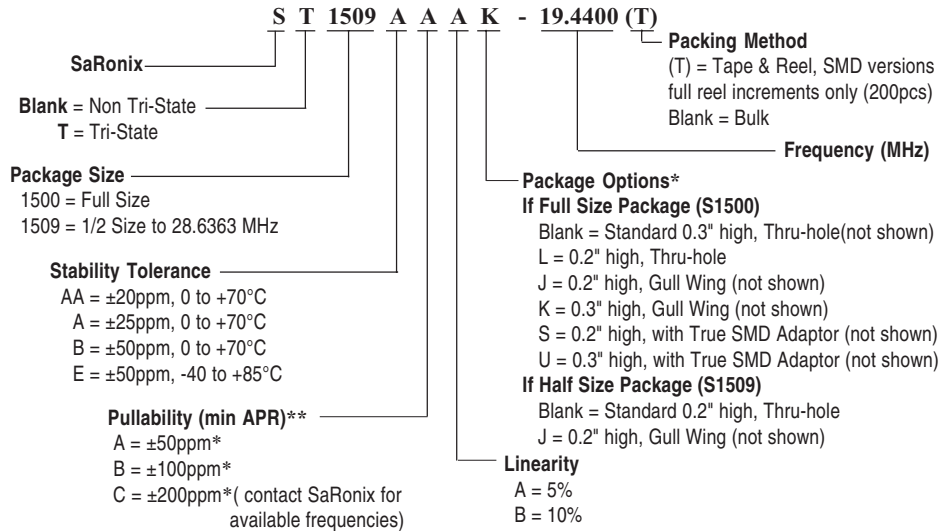 S T 1509 A A A K - 19.4400 (T)
Packing Method
(T) = Tape & Reel, SMD versions
full reel increments only (200pcs)
Blank = Bulk
SaRonix
Blank = Non Tri-State
T = Tri-State
Frequency (MHz)
Package Size
1500 = Full Size
1509 = 1/2 Size to 28.6363 MHz
Package Options*
If Full Size Package (S1500)
Blank = Standard 0.3" high, Thru-hole(not shown)
L = 0.2" high, Thru-hole
J = 0.2" high, Gull Wing (not shown)
K = 0.3" high, Gull Wing (not shown)
S = 0.2" high, with True SMD Adaptor (not shown)
U = 0.3" high, with True SMD Adaptor (not shown)
If Half Size Package (S1509)
Blank = Standard 0.2" high, Thru-hole
J = 0.2" high, Gull Wing (not shown)
Stability Tolerance
AA = ±20ppm, 0 to +70°C
A = ±25ppm, 0 to +70°C
B = ±50ppm, 0 to +70°C
E = ±50ppm, -40 to +85°C
Pullability (min APR)**
A = ±50ppm*
B = ±100ppm*
C = ±200ppm*( contact SaRonix for
available frequencies)
Linearity
A = 5%
B = 10%